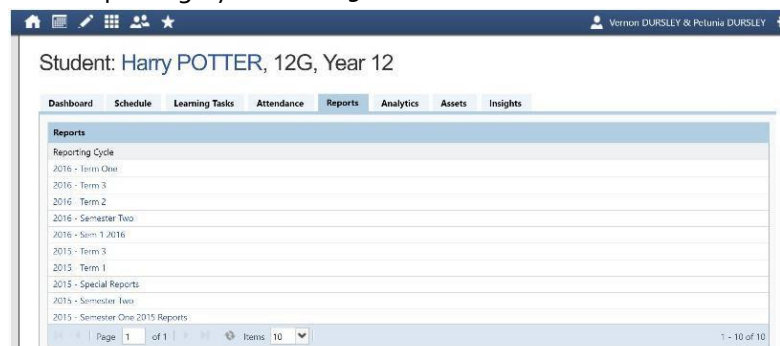 Vernon DURSLEY & Petunia DURSLEY
Student: Harry POTTER, 12G, Year 12
Dashboard Schedule Learning Tasks Attendance Reports Analytics Assets Insights
Reports
Reporting Cycle
2016 - Term One
2016 - Term 3
2016 - Term 2
2016 - Semester Two
2016 - Sem 1 2016
2015 - Term 3
2015 - Term 1
2015 - Special Reports
2015 - Semester Two
2015 - Semester One 2015 Reports
Page 1 of 1 Items 10 1 - 10 of 10